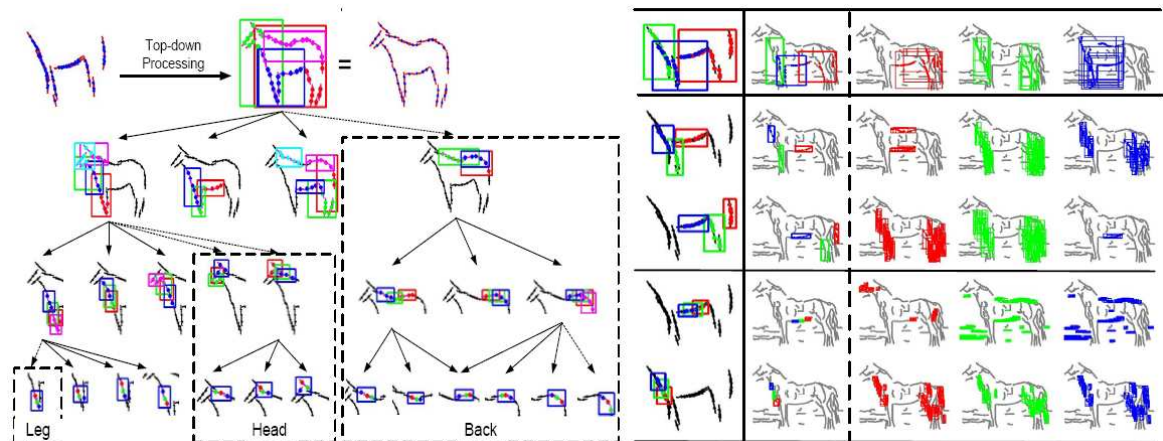 Top-down
Processing
=
Leg
Head
Back